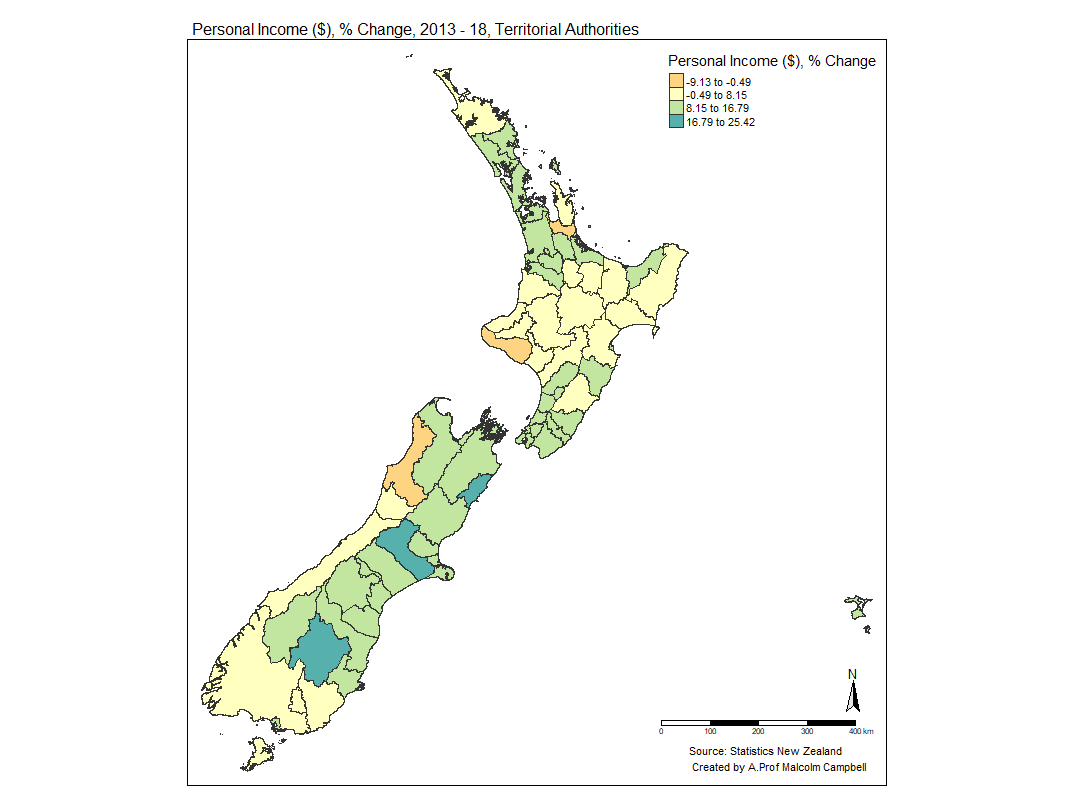 Personal Income ($), % Change, 2013 - 18, Territorial Authorities
Personal Income ($), % Change
-9.13 to -0.49
-0.49 to 8.15
8.15 to 16.79
16.79 to 25.42
N
0 100 200 300 400 km
Source: Statistics New Zealand
Created by A.Prof Malcolm Campbell